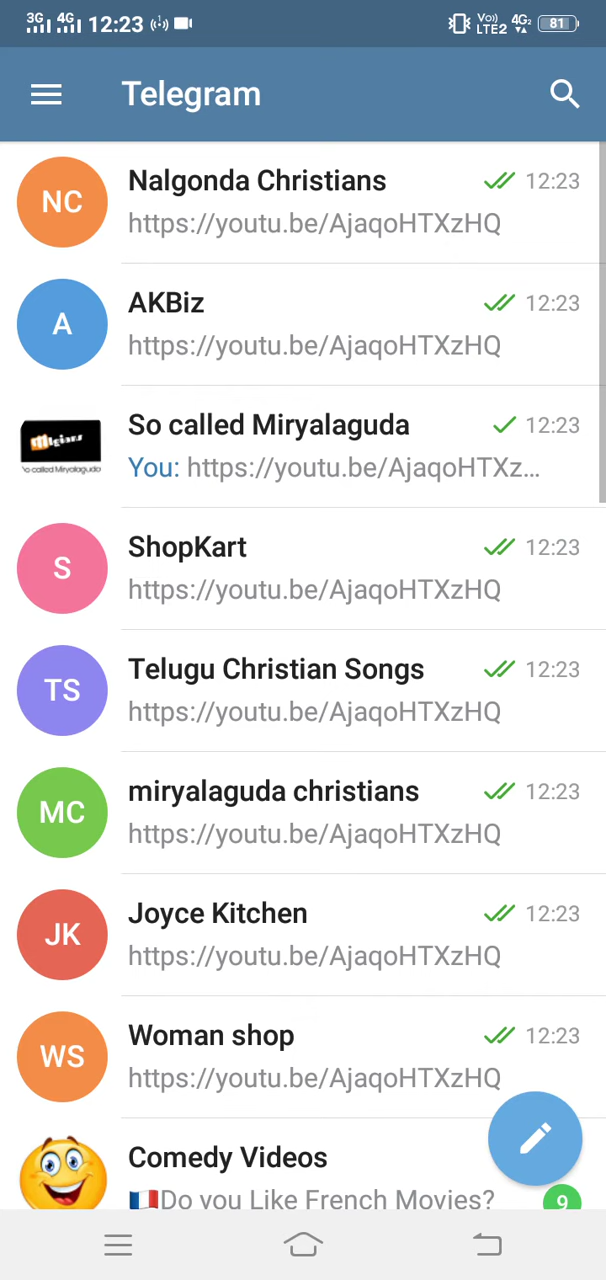 3G 4G 12:23 Vo) LTE2 4G2 81
Telegram
NC Nalgonda Christians 12:23
https://youtu.be/AjaqoHTXzHQ
A AKBiz 12:23
https://youtu.be/AjaqoHTXzHQ
So called Miryalaguda 12:23
You: https://youtu.be/AjaqoHTXz...
S ShopKart 12:23
https://youtu.be/AjaqoHTXzHQ
TS Telugu Christian Songs 12:23
https://youtu.be/AjaqoHTXzHQ
MC miryalaguda christians 12:23
https://youtu.be/AjaqoHTXzHQ
JK Joyce Kitchen 12:23
https://youtu.be/AjaqoHTXzHQ
WS Woman shop 12:23
https://youtu.be/AjaqoHTXzHQ
Comedy Videos
🇫🇷Do you Like French Movies? 9